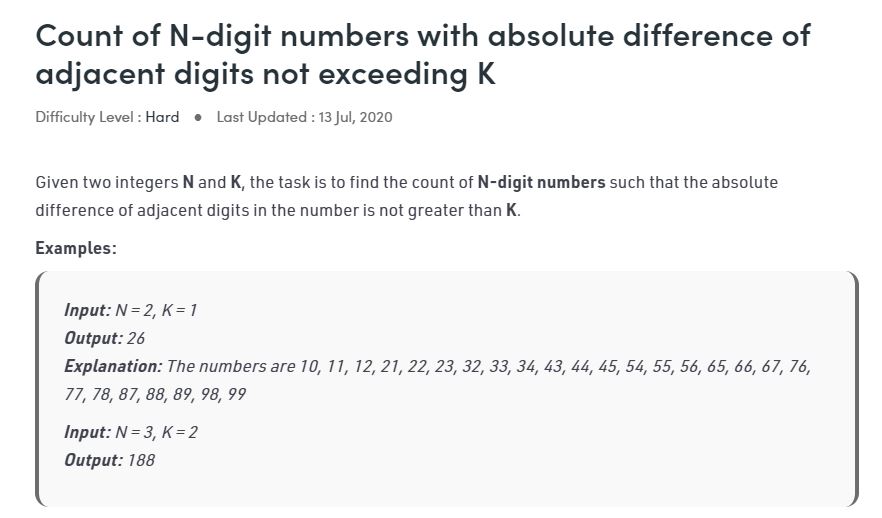 Count of N-digit numbers with absolute difference of
adjacent digits not exceeding K
Difficulty Level : Hard ● Last Updated : 13 Jul, 2020
Given two integers N and K, the task is to find the count of N-digit numbers such that the absolute
difference of adjacent digits in the number is not greater than K.
Examples:
Input: N = 2, K = 1
Output: 26
Explanation: The numbers are 10, 11, 12, 21, 22, 23, 32, 33, 34, 43, 44, 45, 54, 55, 56, 65, 66, 67, 76,
77, 78, 87, 88, 89, 98, 99
Input: N = 3, K = 2
Output: 188